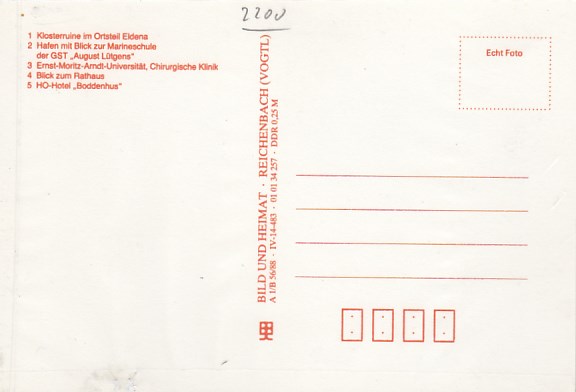 2200
1 Klosterruine im Ortsteil Eldena
2 Hafen mit Blick zur Marineschule
der GST „August Lütgens"
3 Ernst-Moritz-Arndt-Universität, Chirurgische Klinik
4 Blick zum Rathaus
5 HO-Hotel „Boddenhus"
BILD UND HEIMAT · REICHENBACH (VOGTL)
A 1/B 56/88 · IV-14-483 · 01 01 34 257 · DDR 0,25 M
Echt Foto